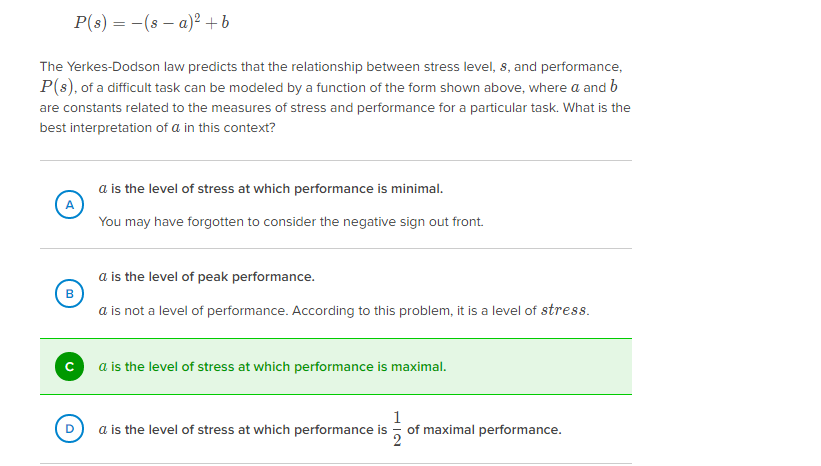 P(s) = −(s − a)² + b
The Yerkes-Dodson law predicts that the relationship between stress level, s, and performance,
P(s), of a difficult task can be modeled by a function of the form shown above, where a and b
are constants related to the measures of stress and performance for a particular task. What is the
best interpretation of a in this context?
a is the level of stress at which performance is minimal.
A
You may have forgotten to consider the negative sign out front.
a is the level of peak performance.
B
a is not a level of performance. According to this problem, it is a level of stress.
C a is the level of stress at which performance is maximal.
D a is the level of stress at which performance is 1/2 of maximal performance.